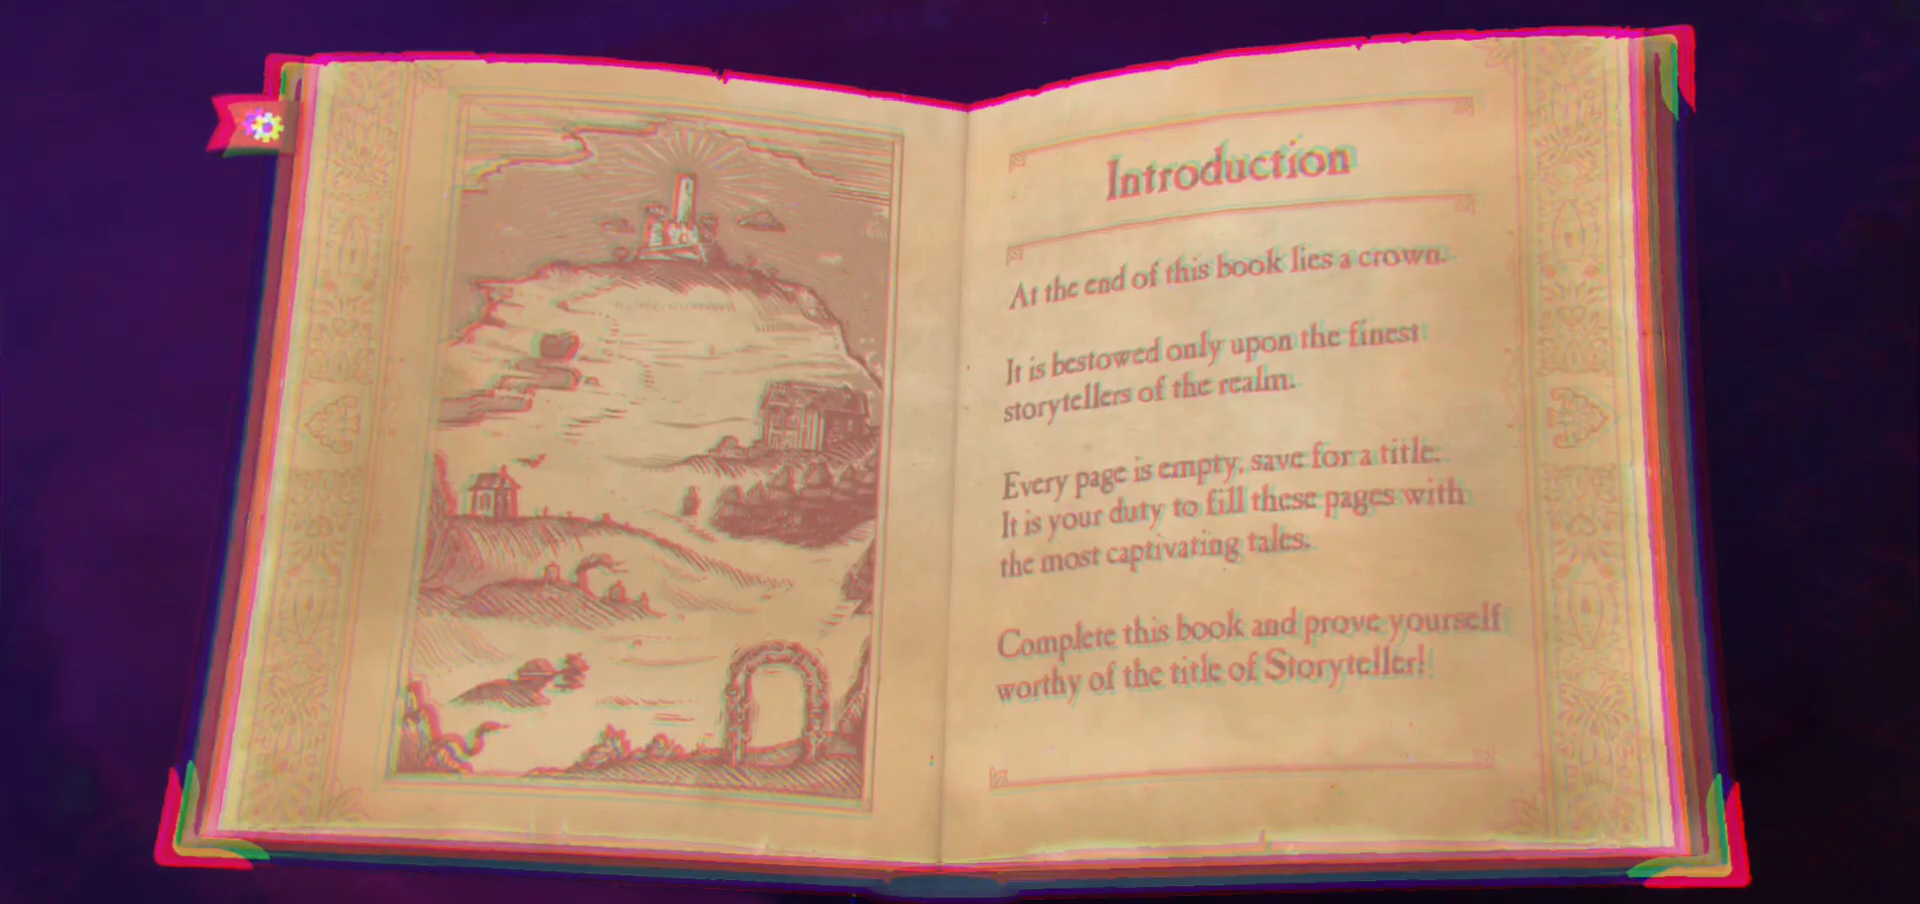 Introduction
At the end of this book lies a crown.
It is bestowed only upon the finest
storytellers of the realm.
Every page is empty, save for a title.
It is your duty to fill these pages with
the most captivating tales.
Complete this book and prove yourself
worthy of the title of Storyteller!